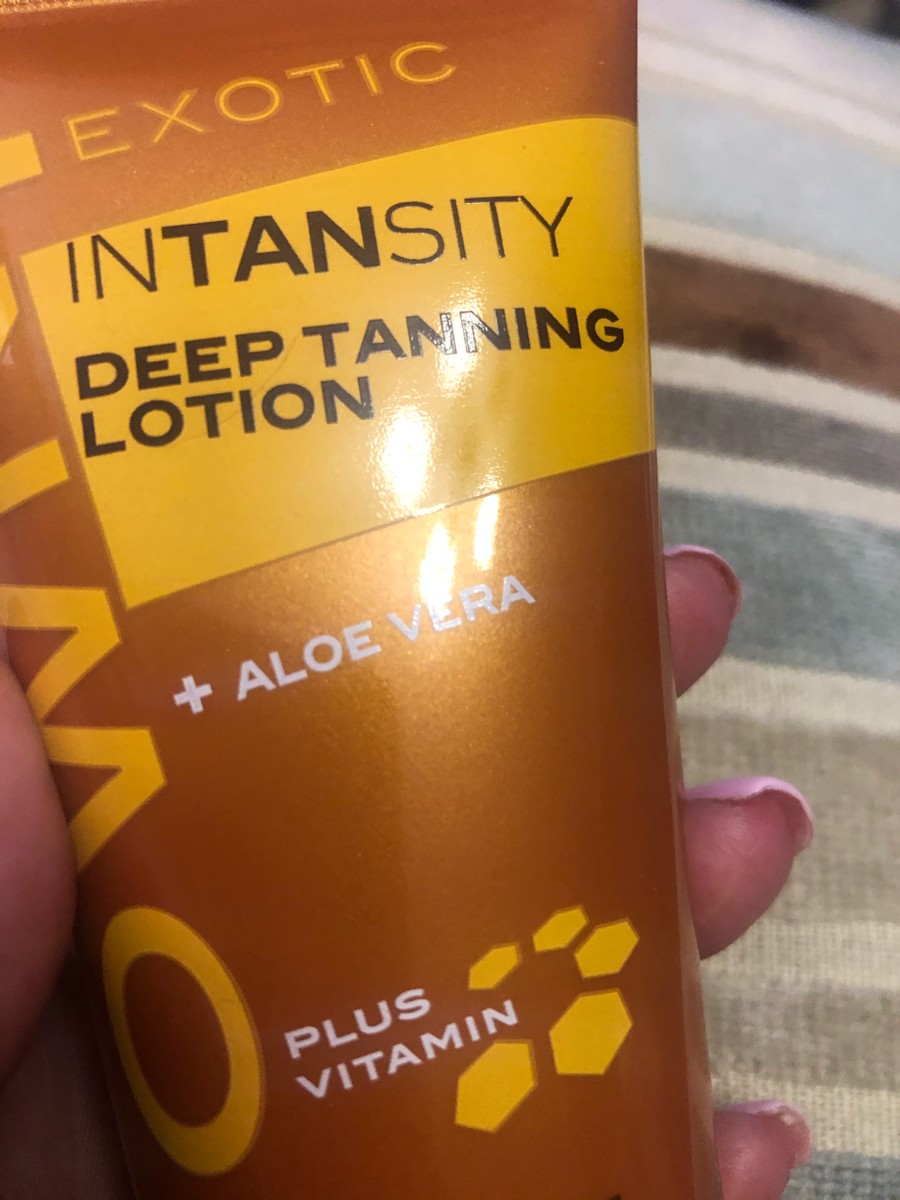 EXOTIC
INTANSITY
DEEP TANNING
LOTION
+ ALOE VERA
PLUS
VITAMIN